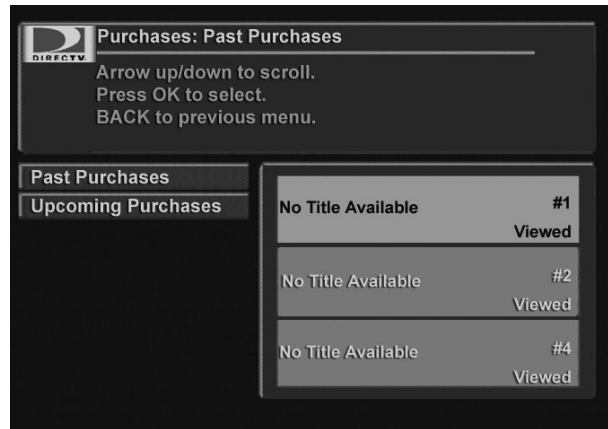 DIRECTV.
Purchases: Past Purchases
Arrow up/down to scroll.
Press OK to select.
BACK to previous menu.
Past Purchases
Upcoming Purchases
No Title Available #1
Viewed
No Title Available #2
Viewed
No Title Available #4
Viewed